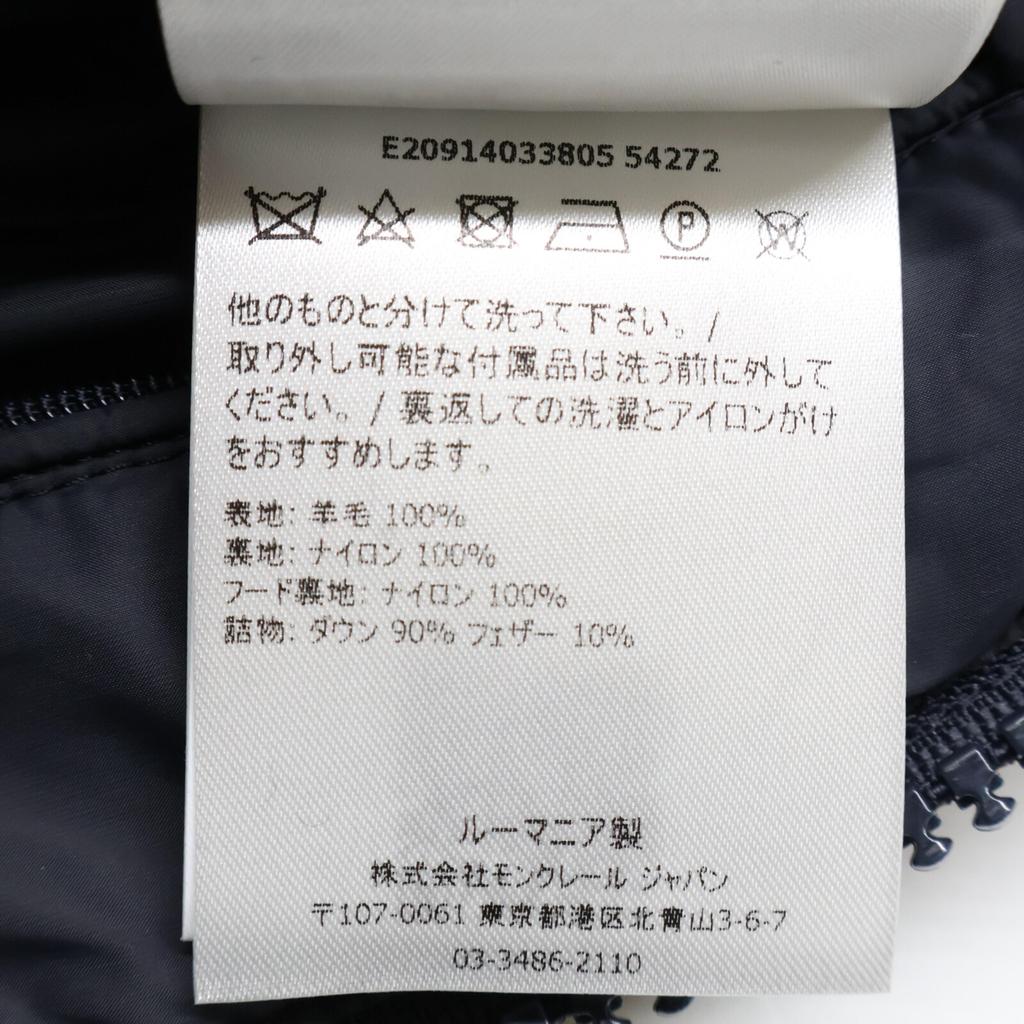 E20914033805 54272
P
W
他のものと分けて洗って下さい。/
取り外し可能な付属品は洗う前に外して
ください。/ 裏返しての洗濯とアイロンがけ
をおすすめします。
表地: 羊毛 100%
裏地: ナイロン 100%
フード裏地: ナイロン 100%
詰物: ダウン 90% フェザー 10%
ルーマニア製
株式会社モンクレール ジャパン
〒107-0061 東京都港区北青山3-6-7
03-3486-2110